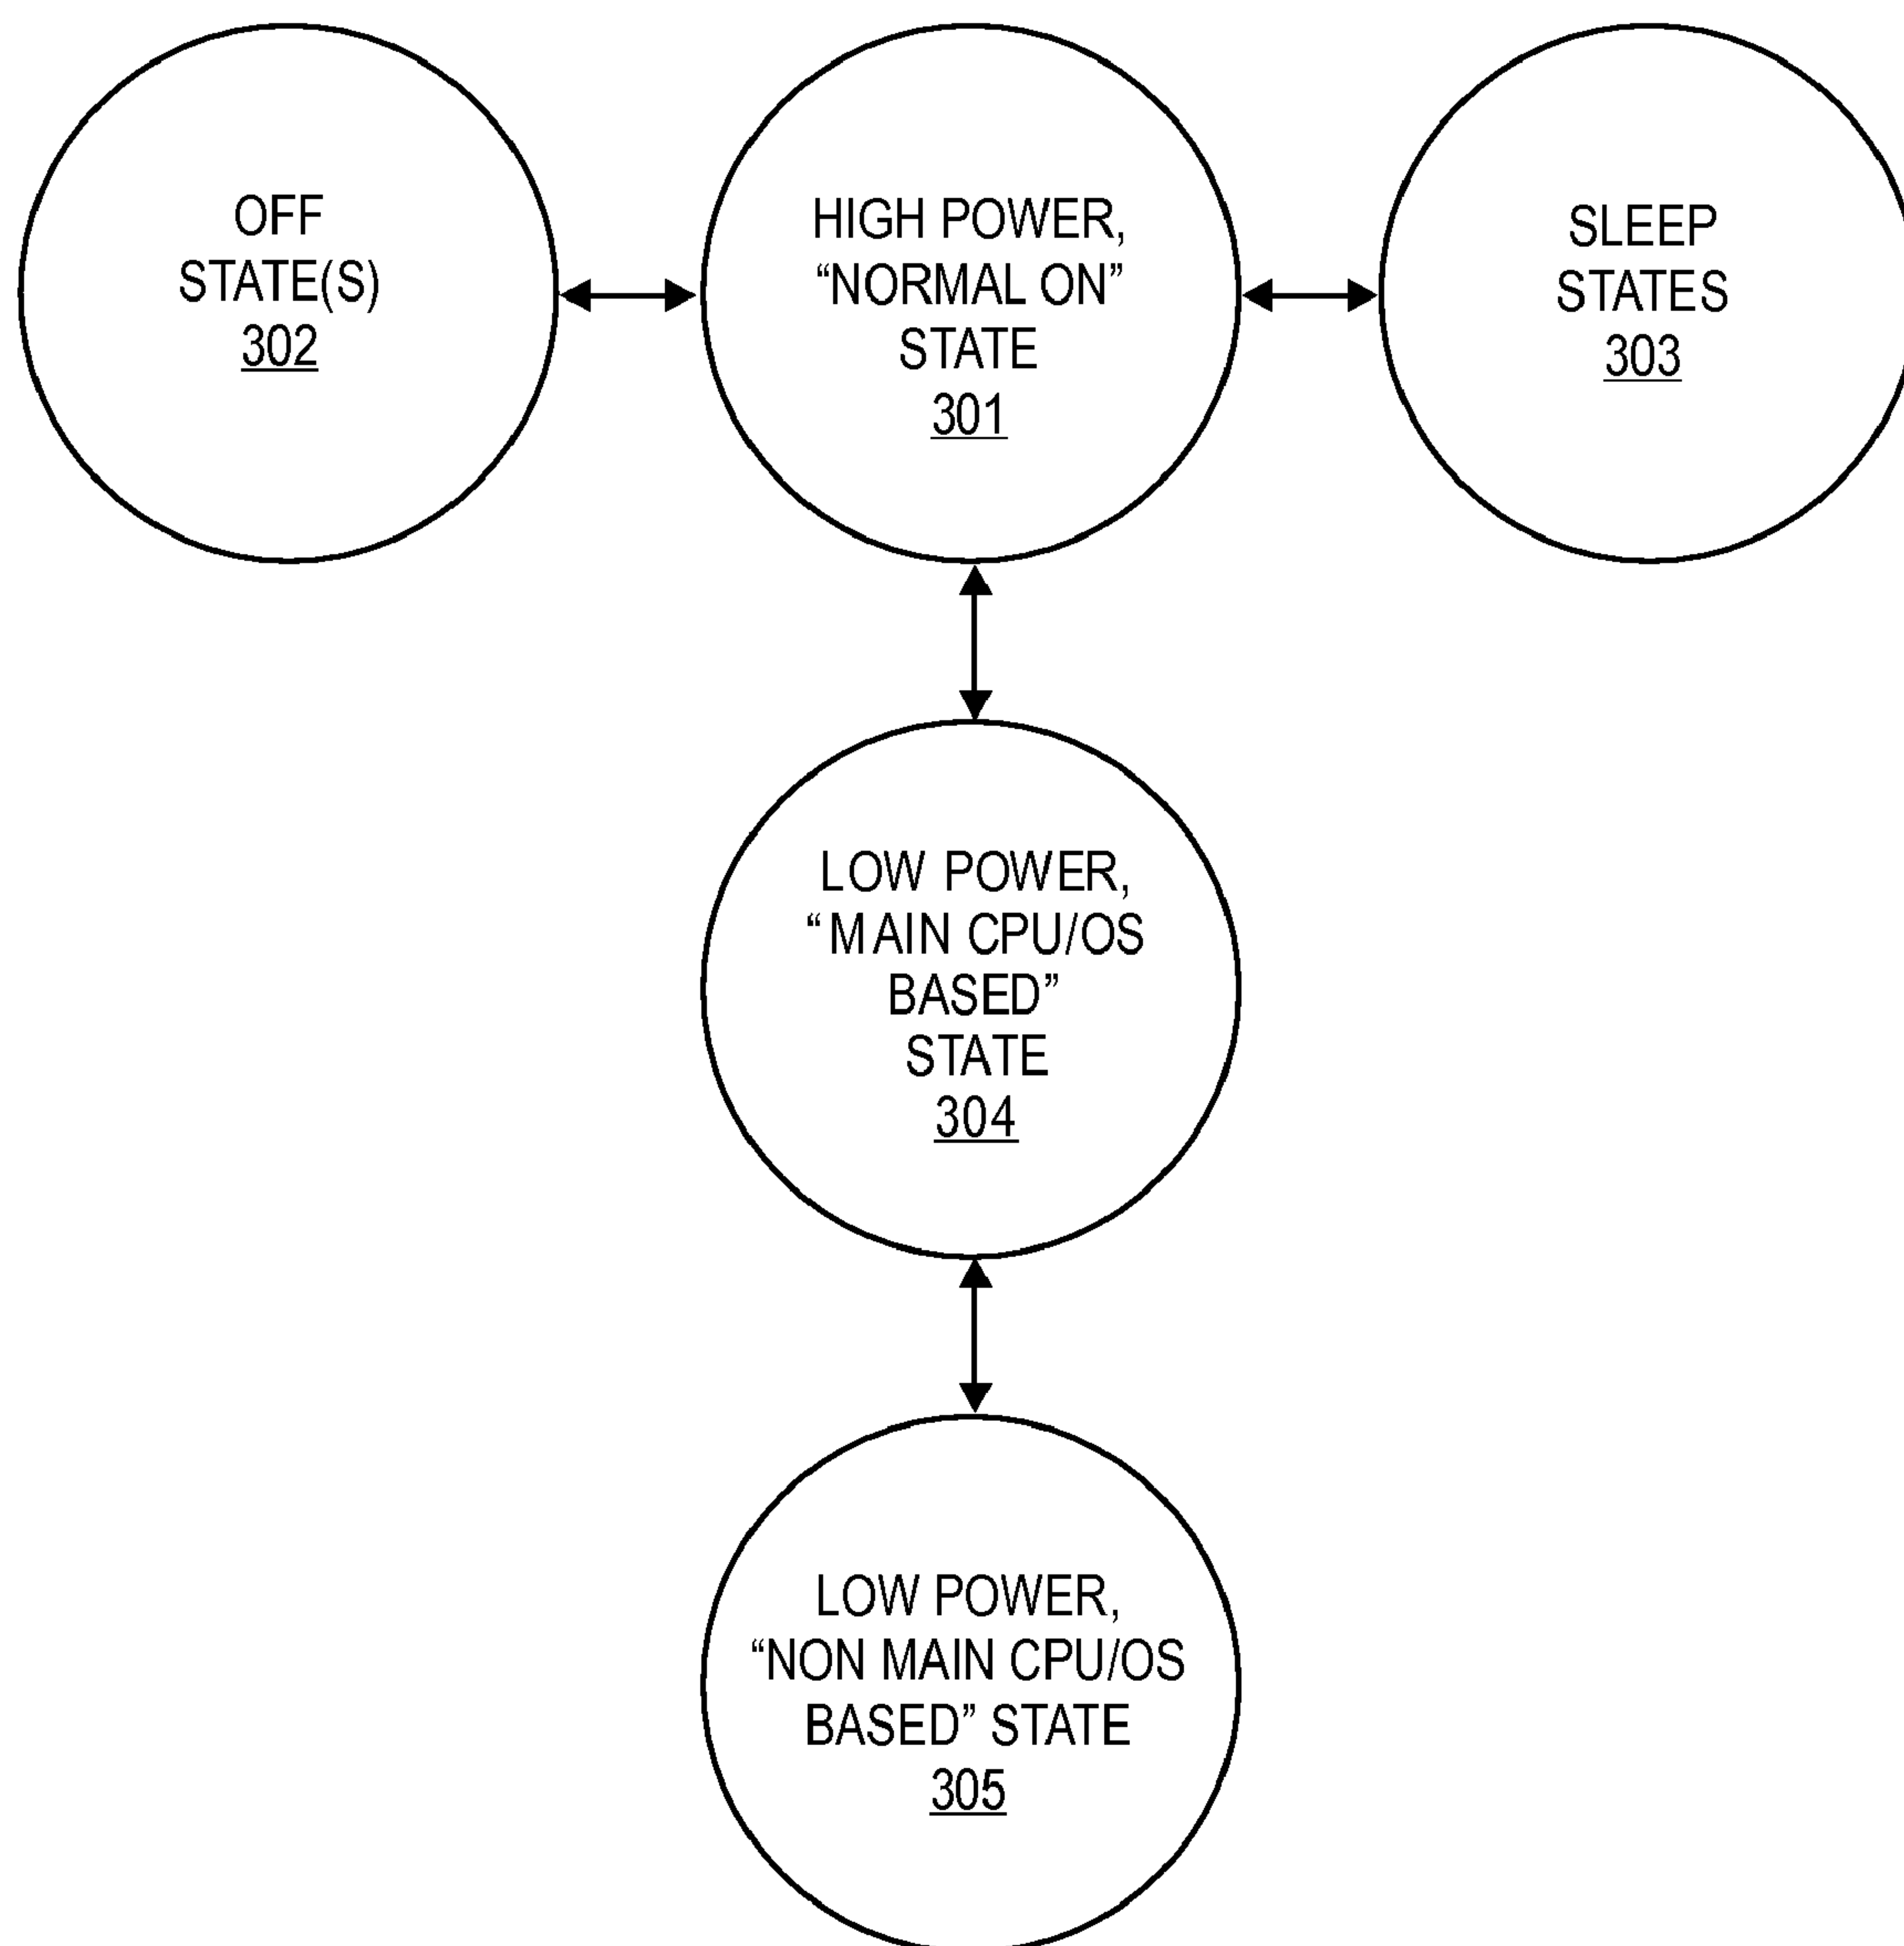 OFF
STATE(S)
302
HIGH POWER,
“NORMAL ON”
STATE
301
SLEEP
STATES
303
LOW POWER,
“MAIN CPU/OS
BASED”
STATE
304
LOW POWER,
“NON MAIN CPU/OS
BASED” STATE
305